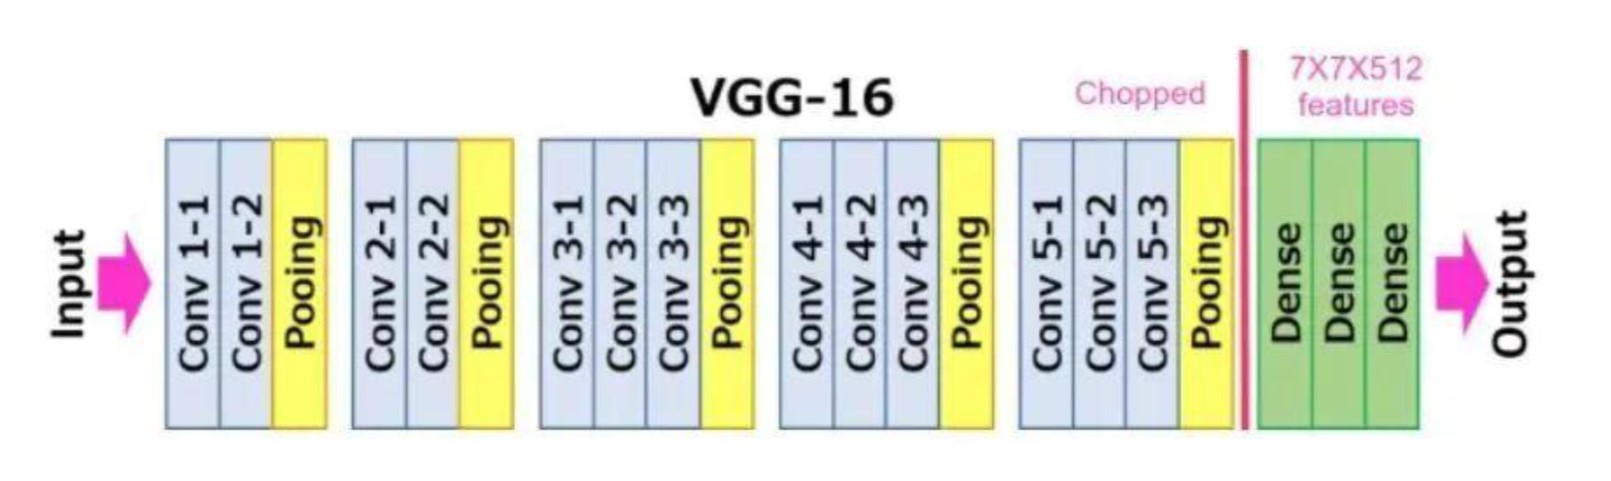 VGG-16
Chopped
7X7X512
features
Input
Conv 1-1
Conv 1-2
Pooing
Conv 2-1
Conv 2-2
Pooing
Conv 3-1
Conv 3-2
Conv 3-3
Pooing
Conv 4-1
Conv 4-2
Conv 4-3
Pooing
Conv 5-1
Conv 5-2
Conv 5-3
Pooing
Dense
Dense
Dense
Output